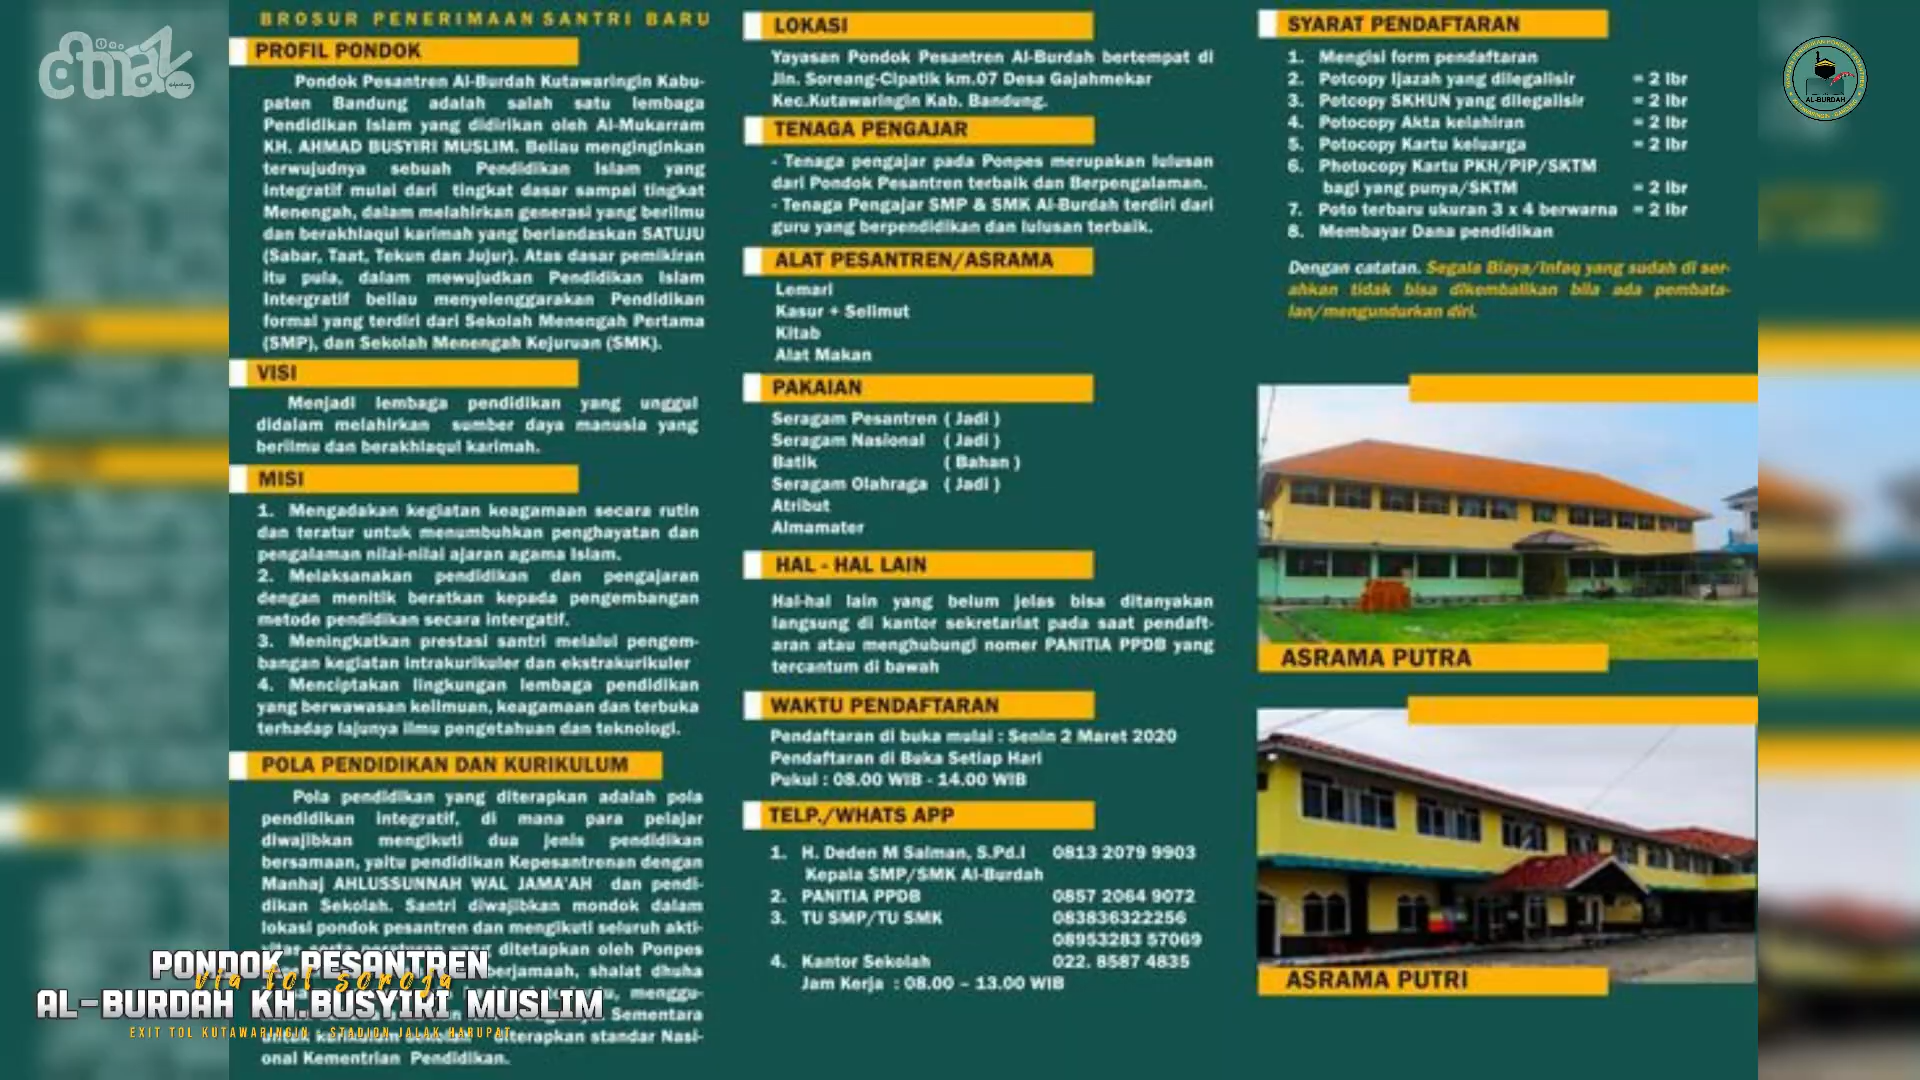 BROSUR PENERIMAAN SANTRI BARU
PROFIL PONDOK
Pondok Pesantren Al-Burdah Kutawaringin Kabu-
paten Bandung adalah salah satu lembaga
Pendidikan Islam yang didirikan oleh Al-Mukarram
KH. AHMAD BUSYIRI MUSLIM. Beliau menginginkan
terwujudnya sebuah Pendidikan Islam yang
Integratif mulai dari tingkat dasar sampai tingkat
Menengah, dalam melahirkan generasi yang berilmu
dan berakhlaqul karimah yang berlandaskan SATUJU
(Sabar, Taat, Tekun dan Jujur). Atas dasar pemikiran
itu pula, dalam mewujudkan Pendidikan Islam
Intergratif beliau menyelenggarakan Pendidikan
formal yang terdiri dari Sekolah Menengah Pertama
(SMP), dan Sekolah Menengah Kejuruan (SMK).
VISI
Menjadi lembaga pendidikan yang unggul
didalam melahirkan sumber daya manusia yang
berilmu dan berakhlaqul karimah.
MISI
1. Mengadakan kegiatan keagamaan secara rutin
dan teratur untuk menumbuhkan penghayatan dan
pengalaman nilai-nilai ajaran agama Islam.
2. Melaksanakan pendidikan dan pengajaran
dengan menitik beratkan kepada pengembangan
metode pendidikan secara intergatif.
3. Meningkatkan prestasi santri melalui pengem-
bangan kegiatan intrakurikuler dan ekstrakurikuler
4. Menciptakan lingkungan lembaga pendidikan
yang berwawasan keilmuan, keagamaan dan terbuka
terhadap lajunya ilmu pengetahuan dan teknologi.
POLA PENDIDIKAN DAN KURIKULUM
Pola pendidikan yang diterapkan adalah pola
pendidikan integratif, di mana para pelajar
diwajibkan mengikuti dua jenis pendidikan
bersamaan, yaitu pendidikan Kepesantrenan dengan
Manhaj AHLUSSUNNAH WAL JAMA'AH dan pendi-
dikan Sekolah. Santri diwajibkan mondok dalam
lokasi pondok pesantren dan mengikuti seluruh akti-
ditetapkan oleh Ponpes
berjamaah, shalat dhuha
menggu-
Sementara
diterapkan standar Nasi-
onal Kementrian Pendidikan.
LOKASI
Yayasan Pondok Pesantren Al-Burdah bertempat di
Jln. Soreang-Cipatik km.07 Desa Gajahmekar
Kec.Kutawaringin Kab. Bandung.
TENAGA PENGAJAR
- Tenaga pengajar pada Ponpes merupakan lulusan
dari Pondok Pesantren terbaik dan Berpengalaman.
- Tenaga Pengajar SMP & SMK Al-Burdah terdiri dari
guru yang berpendidikan dan lulusan terbaik.
ALAT PESANTREN/ASRAMA
Lemari
Kasur + Selimut
Kitab
Alat Makan
PAKAIAN
Seragam Pesantren ( Jadi )
Seragam Nasional ( Jadi )
Batik ( Bahan )
Seragam Olahraga ( Jadi )
Atribut
Almamater
HAL - HAL LAIN
Hal-hal lain yang belum jelas bisa ditanyakan
langsung di kantor sekretariat pada saat pendaft-
aran atau menghubungi nomer PANITIA PPDB yang
tercantum di bawah
WAKTU PENDAFTARAN
Pendaftaran di buka mulai : Senin 2 Maret 2020
Pendaftaran di Buka Setiap Hari
Pukul : 08.00 WIB - 14.00 WIB
TELP./WHATS APP
1. H. Deden M Salman, S.Pd.I 0813 2079 9903
Kepala SMP/SMK Al-Burdah
2. PANITIA PPDB 0857 2064 9072
3. TU SMP/TU SMK 083836322256
08953283 57069
4. Kantor Sekolah 022. 8587 4835
Jam Kerja : 08.00 – 13.00 WIB
SYARAT PENDAFTARAN
1. Mengisi form pendaftaran
2. Potcopy Ijazah yang dilegalisir = 2 lbr
3. Potcopy SKHUN yang dilegalisir = 2 lbr
4. Potocopy Akta kelahiran = 2 lbr
5. Potocopy Kartu keluarga = 2 lbr
6. Photocopy Kartu PKH/PIP/SKTM
bagi yang punya/SKTM = 2 lbr
7. Poto terbaru ukuran 3 x 4 berwarna = 2 lbr
8. Membayar Dana pendidikan
Dengan catatan. Segala Biaya/Infaq yang sudah di ser-
ahkan tidak bisa dikembalikan bila ada pembata-
lan/mengundurkan diri.
ASRAMA PUTRA
ASRAMA PUTRI
AL-BURDAH
PONDOK PESANTREN
via tol soroja
AL-BURDAH KH.BUSYIRI MUSLIM
EXIT TOL KUTAWARINGIN - STADION JALAK HARUPAT